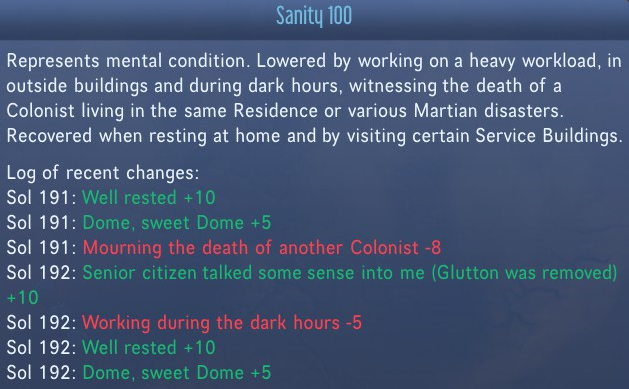 Sanity 100
Represents mental condition. Lowered by working on a heavy workload, in
outside buildings and during dark hours, witnessing the death of a
Colonist living in the same Residence or various Martian disasters.
Recovered when resting at home and by visiting certain Service Buildings.
Log of recent changes:
Sol 191: Well rested +10
Sol 191: Dome, sweet Dome +5
Sol 191: Mourning the death of another Colonist -8
Sol 192: Senior citizen talked some sense into me (Glutton was removed)
+10
Sol 192: Working during the dark hours -5
Sol 192: Well rested +10
Sol 192: Dome, sweet Dome +5